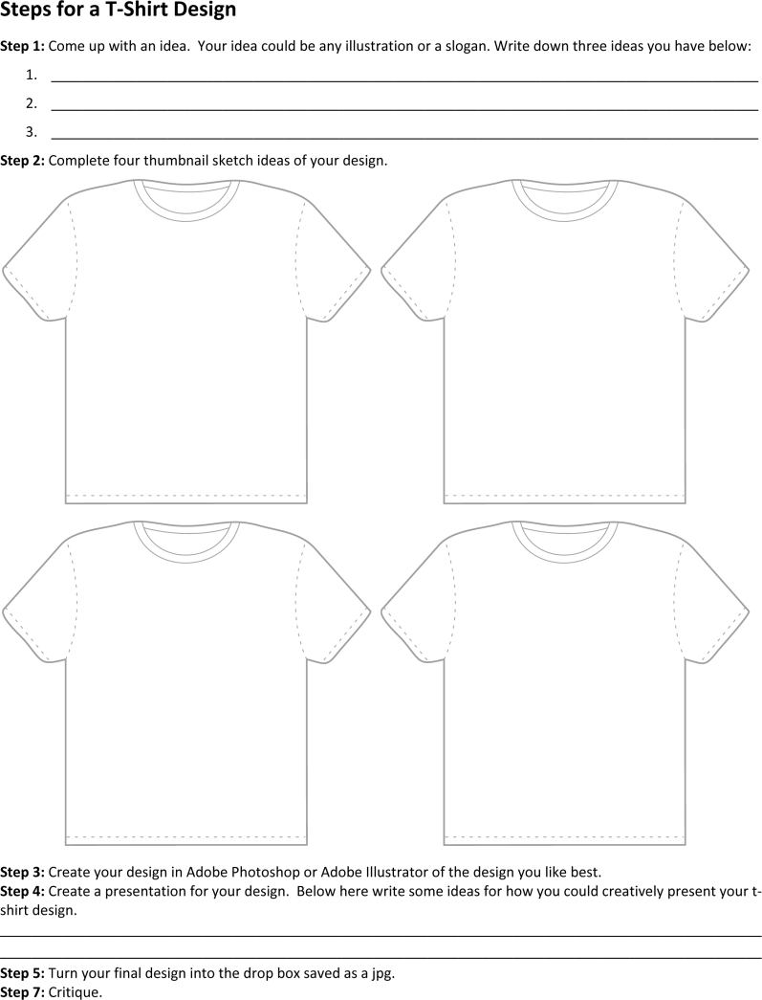 Steps for a T-Shirt Design
Step 1: Come up with an idea.  Your idea could be any illustration or a slogan. Write down three ideas you have below:
1.
2.
3.
Step 2: Complete four thumbnail sketch ideas of your design.
Step 3: Create your design in Adobe Photoshop or Adobe Illustrator of the design you like best.
Step 4: Create a presentation for your design.  Below here write some ideas for how you could creatively present your t-
shirt design.
Step 5: Turn your final design into the drop box saved as a jpg.
Step 7: Critique.